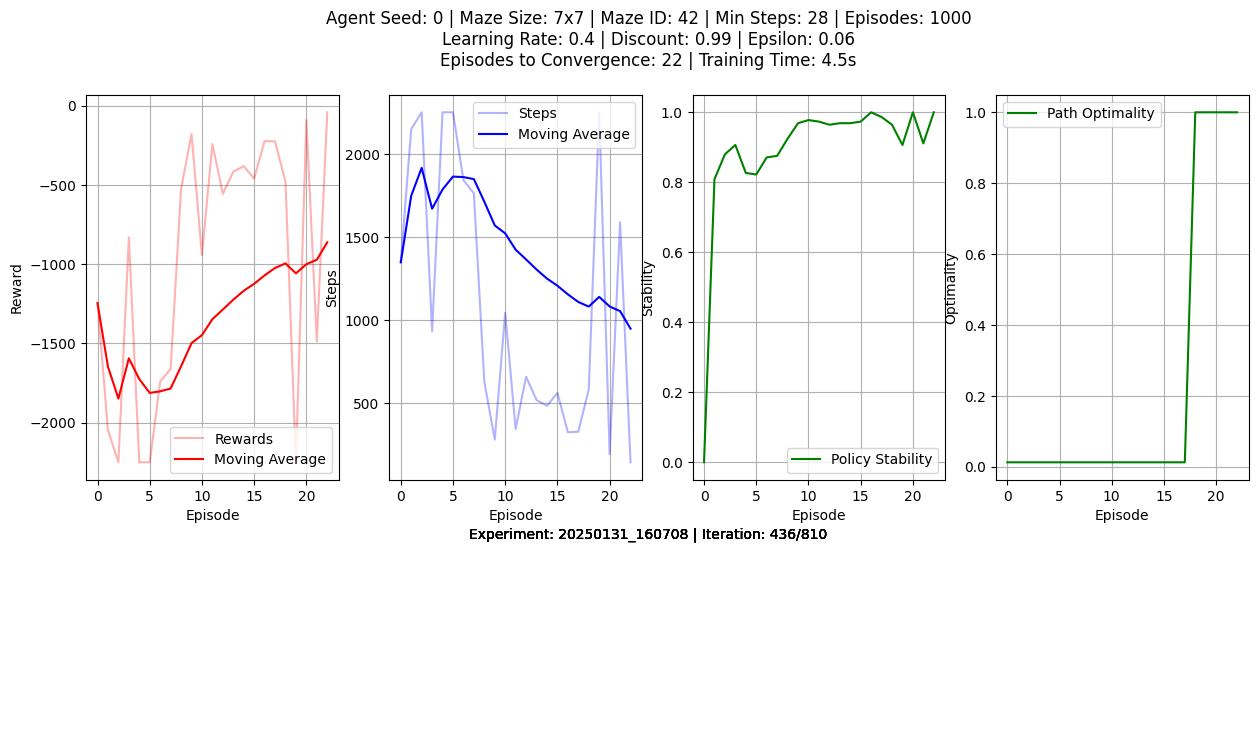 Agent Seed: 0 | Maze Size: 7x7 | Maze ID: 42 | Min Steps: 28 | Episodes: 1000
Learning Rate: 0.4 | Discount: 0.99 | Epsilon: 0.06
Episodes to Convergence: 22 | Training Time: 4.5s
0
−500
−1000
−1500
−2000
Reward
Rewards
Moving Average
0 5 10 15 20
Episode
2000
1500
1000
500
Steps
Steps
Moving Average
0 5 10 15 20
Episode
1.0
0.8
0.6
0.4
0.2
0.0
Stability
Policy Stability
0 5 10 15 20
Episode
1.0
0.8
0.6
0.4
0.2
0.0
Optimality
Path Optimality
0 5 10 15 20
Episode
Experiment: 20250131_160708 | Iteration: 436/810